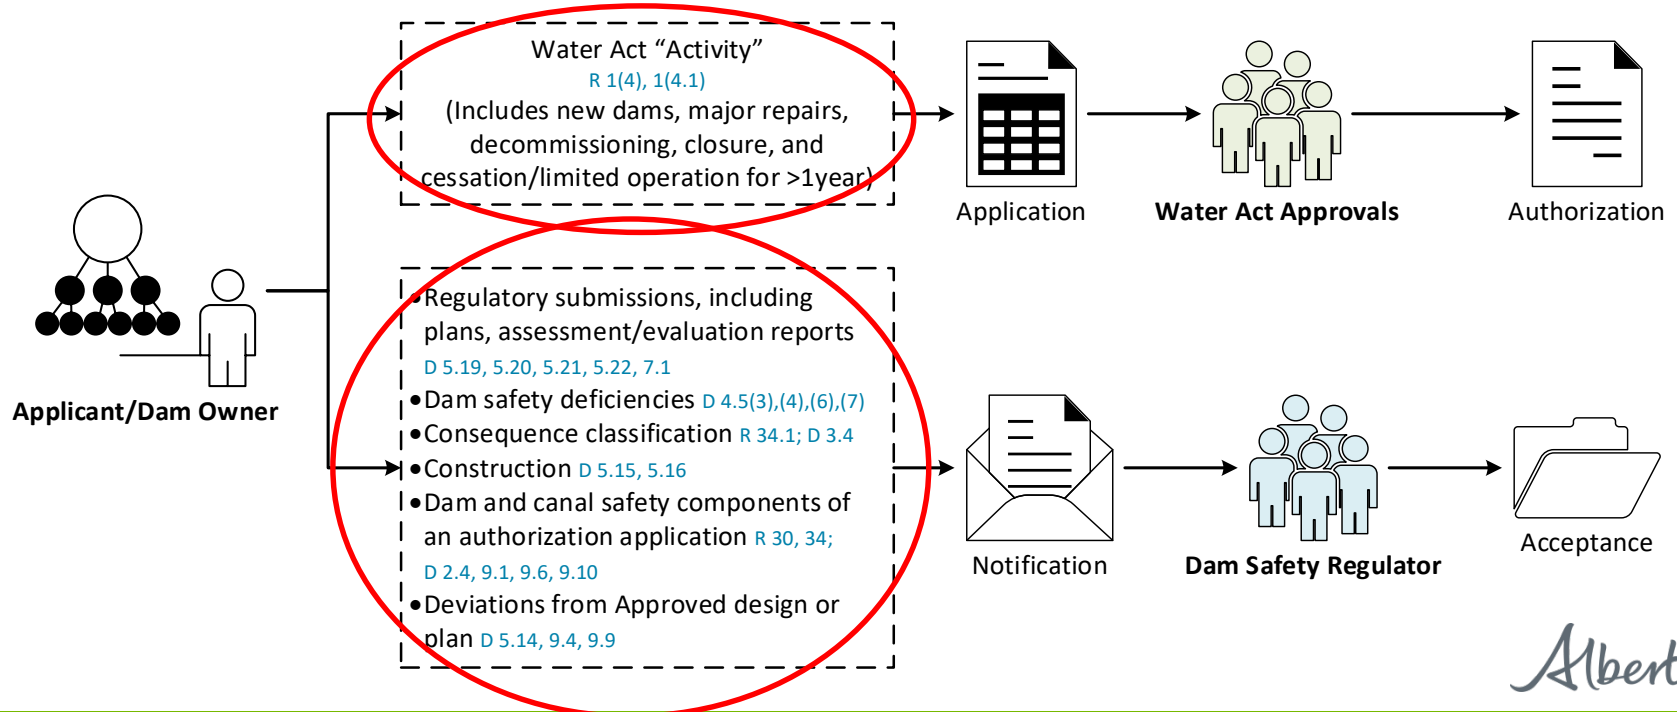 Water Act “Activity”
R 1(4), 1(4.1)
(Includes new dams, major repairs,
decommissioning, closure, and
cessation/limited operation for >1year)
Application
Water Act Approvals
Authorization
Applicant/Dam Owner
•Regulatory submissions, including
plans, assessment/evaluation reports
D 5.19, 5.20, 5.21, 5.22, 7.1
•Dam safety deficiencies D 4.5(3),(4),(6),(7)
•Consequence classification R 34.1; D 3.4
•Construction D 5.15, 5.16
•Dam and canal safety components of
an authorization application R 30, 34;
D 2.4, 9.1, 9.6, 9.10
•Deviations from Approved design or
plan D 5.14, 9.4, 9.9
Notification
Dam Safety Regulator
Acceptance
Albert